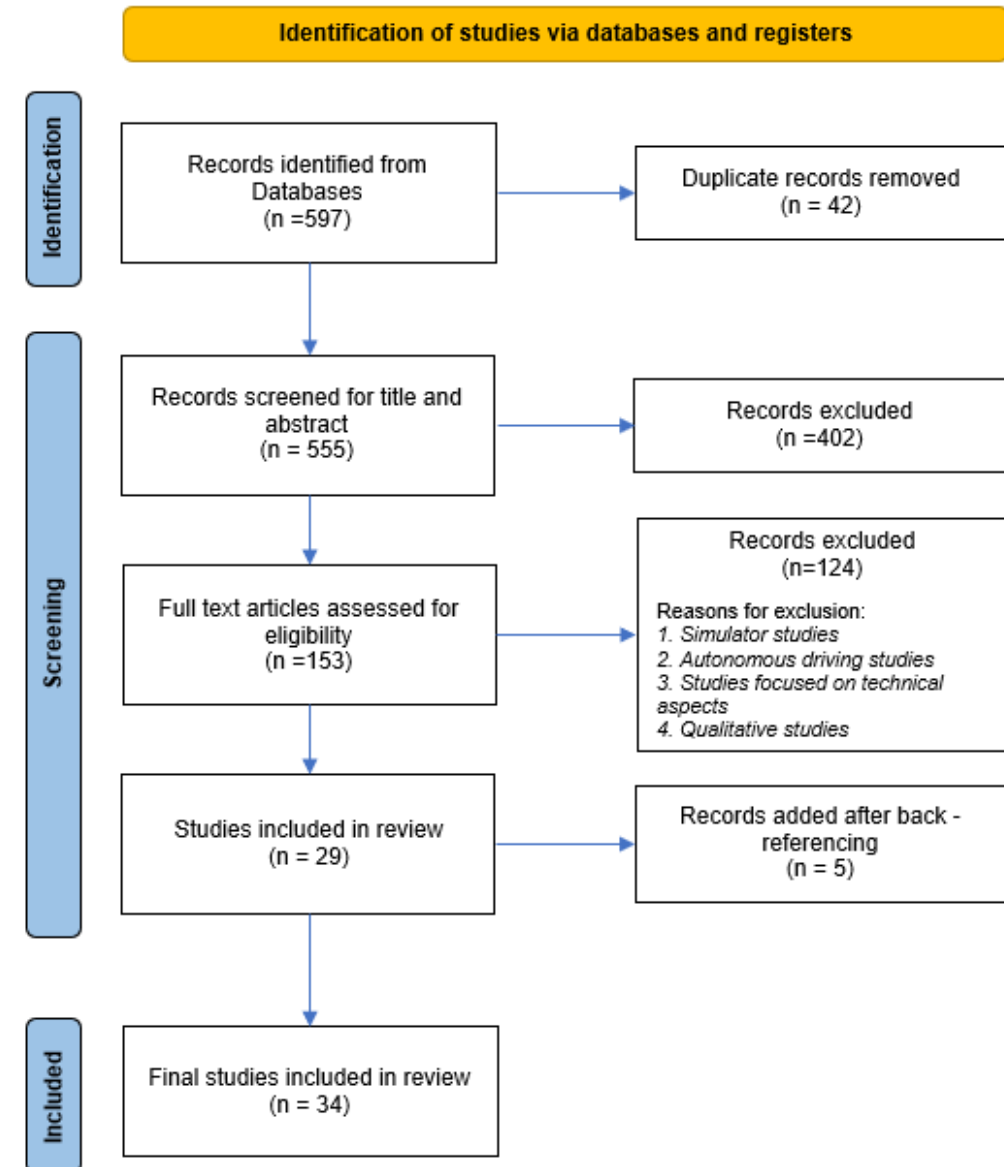 Identification of studies via databases and registers
Identification
Records identified from
Databases
(n =597)
Duplicate records removed
(n = 42)
Screening
Records screened for title and
abstract
(n = 555)
Records excluded
(n =402)
Full text articles assessed for
eligibility
(n =153)
Records excluded
(n=124)
Reasons for exclusion:
1. Simulator studies
2. Autonomous driving studies
3. Studies focused on technical
aspects
4. Qualitative studies
Studies included in review
(n = 29)
Records added after back -
referencing
(n = 5)
Included
Final studies included in review
(n = 34)